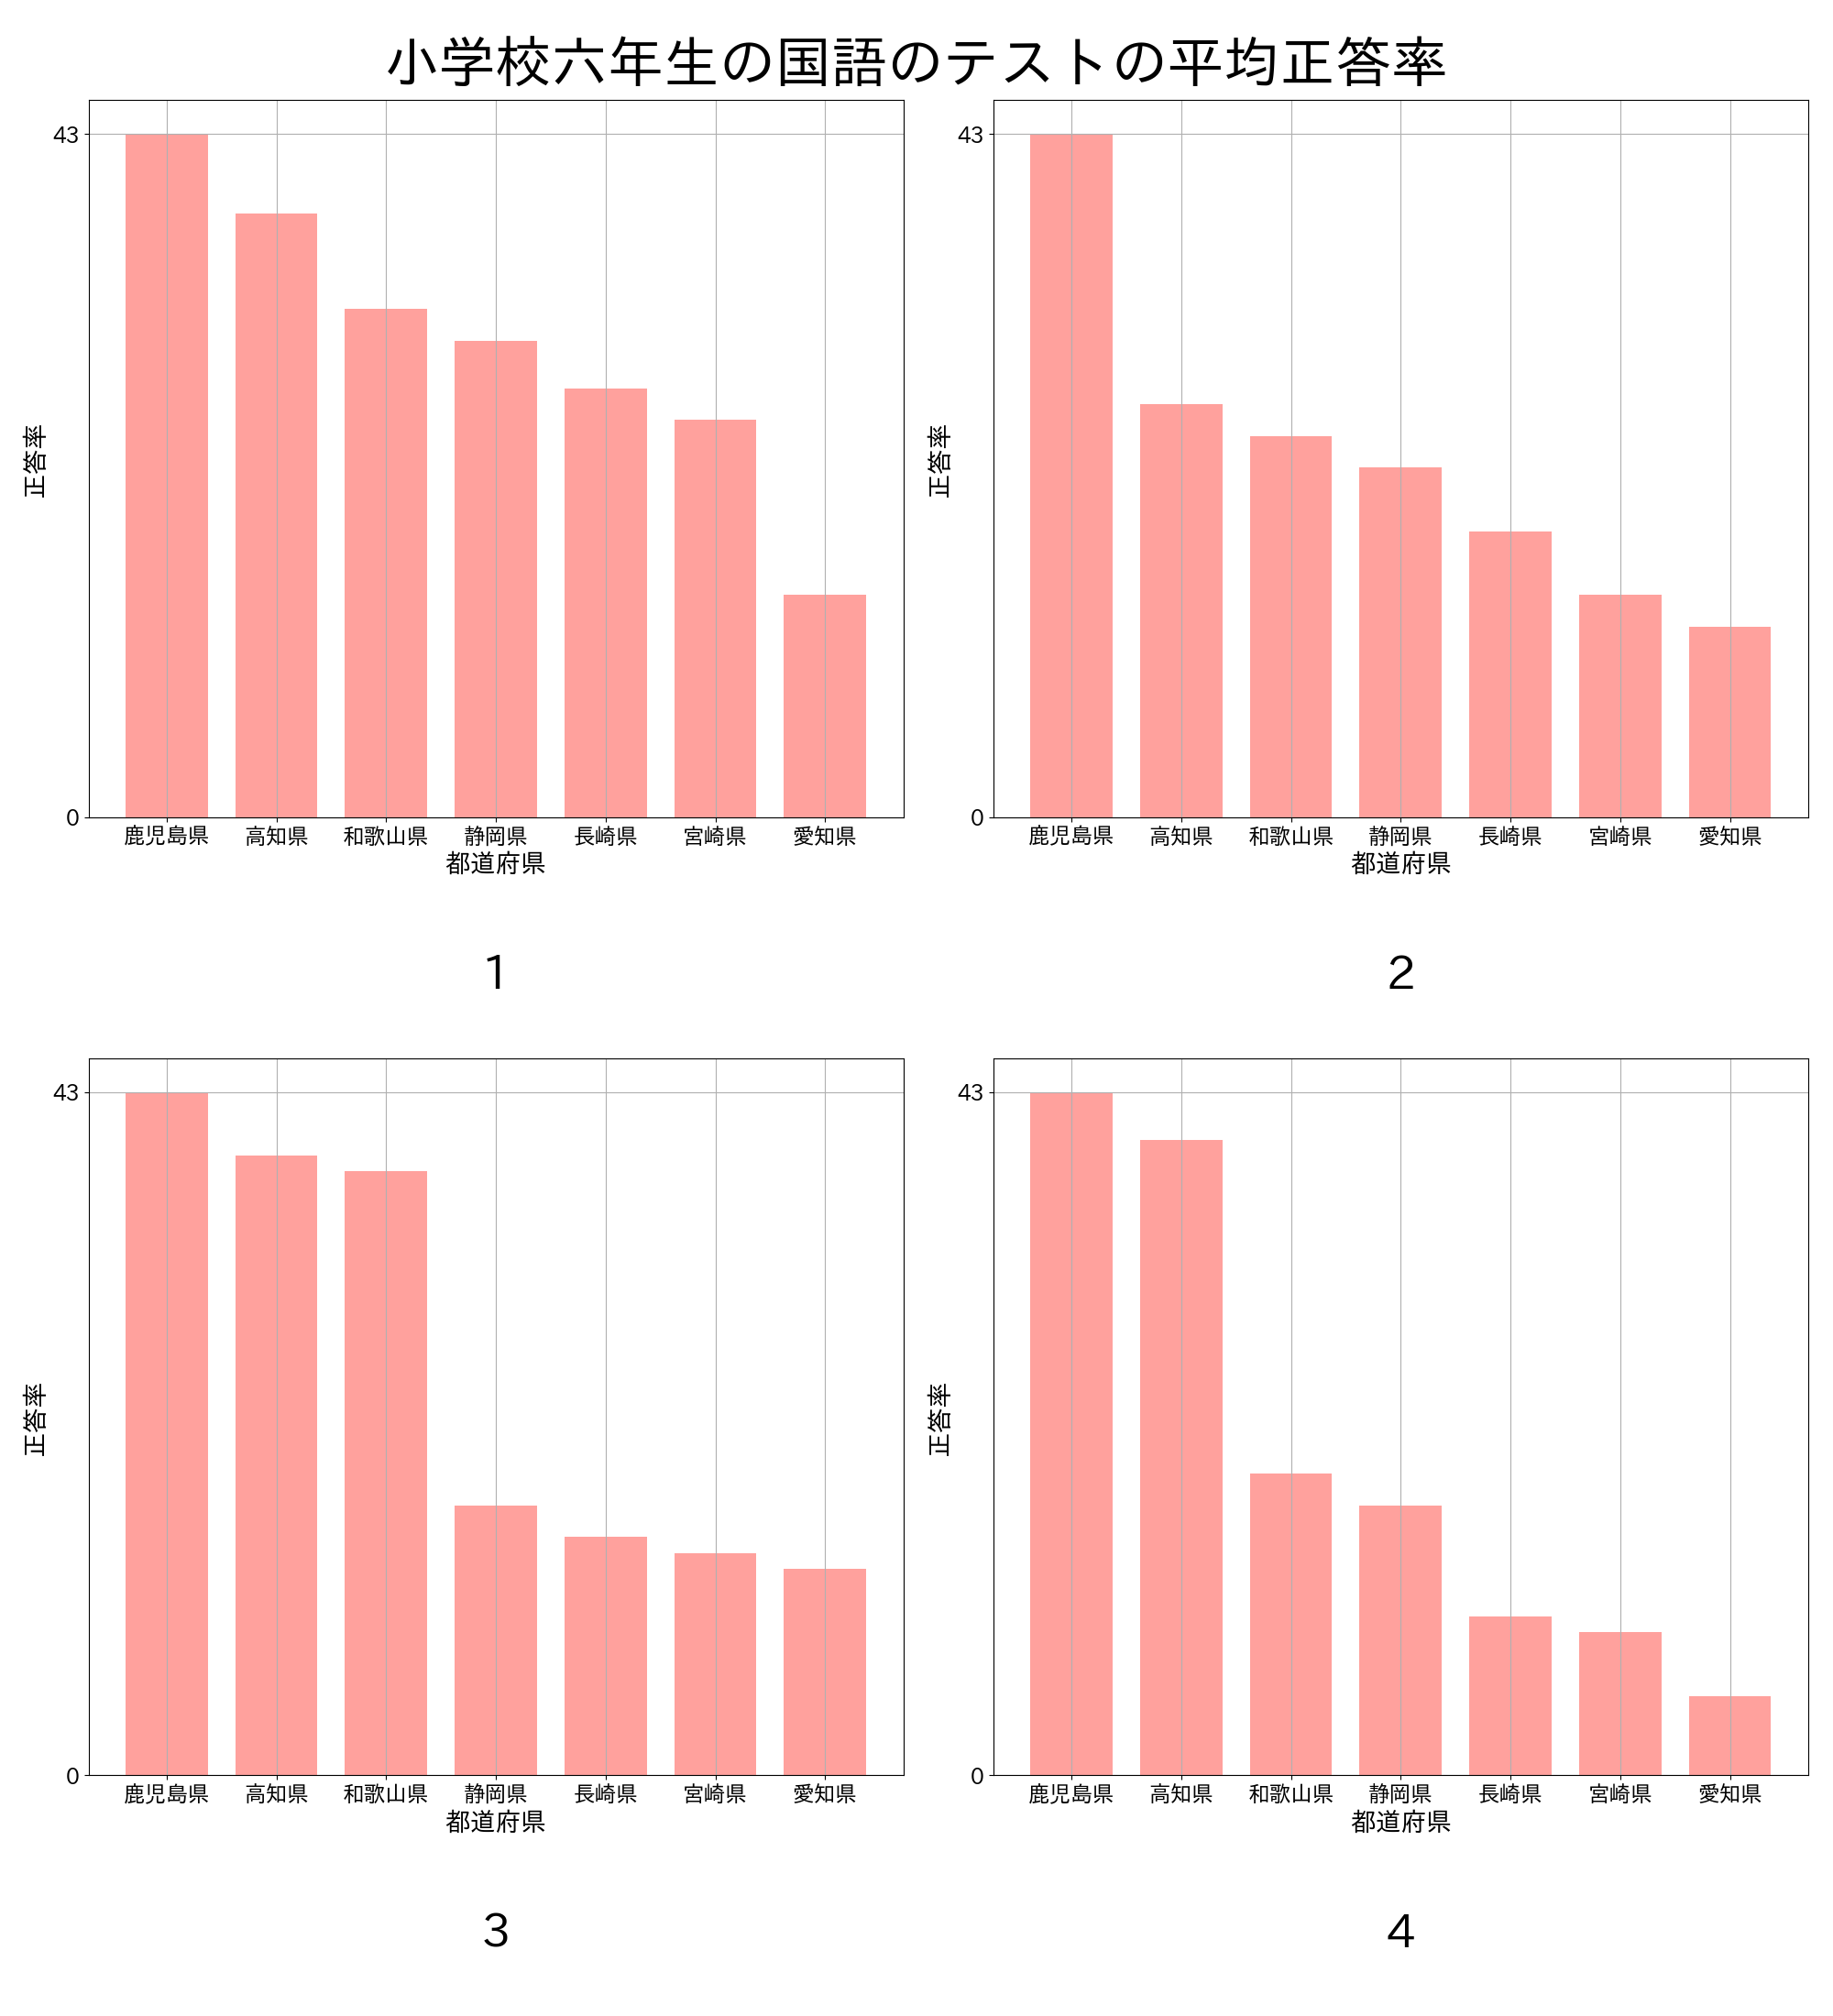 小学校六年生の国語のテストの平均正答率
43
0
正答率
鹿児島県 高知県 和歌山県 静岡県 長崎県 宮崎県 愛知県
都道府県
1
43
0
正答率
鹿児島県 高知県 和歌山県 静岡県 長崎県 宮崎県 愛知県
都道府県
2
43
0
正答率
鹿児島県 高知県 和歌山県 静岡県 長崎県 宮崎県 愛知県
都道府県
3
43
0
正答率
鹿児島県 高知県 和歌山県 静岡県 長崎県 宮崎県 愛知県
都道府県
4